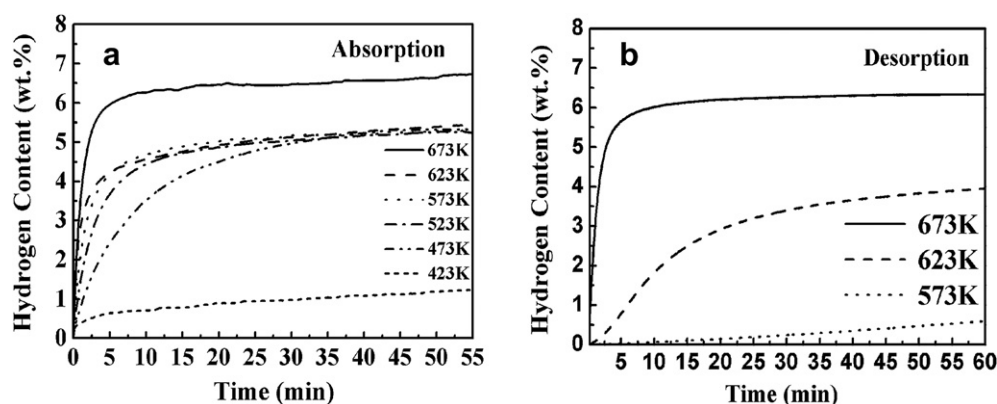 a
Absorption
Hydrogen Content (wt.%)
8
7
6
5
4
3
2
1
0
673K
623K
573K
523K
473K
423K
0 5 10 15 20 25 30 35 40 45 50 55
Time (min)
b
Desorption
Hydrogen Content (wt.%)
8
7
6
5
4
3
2
1
0
673K
623K
573K
5 10 15 20 25 30 35 40 45 50 55 60
Time (min)